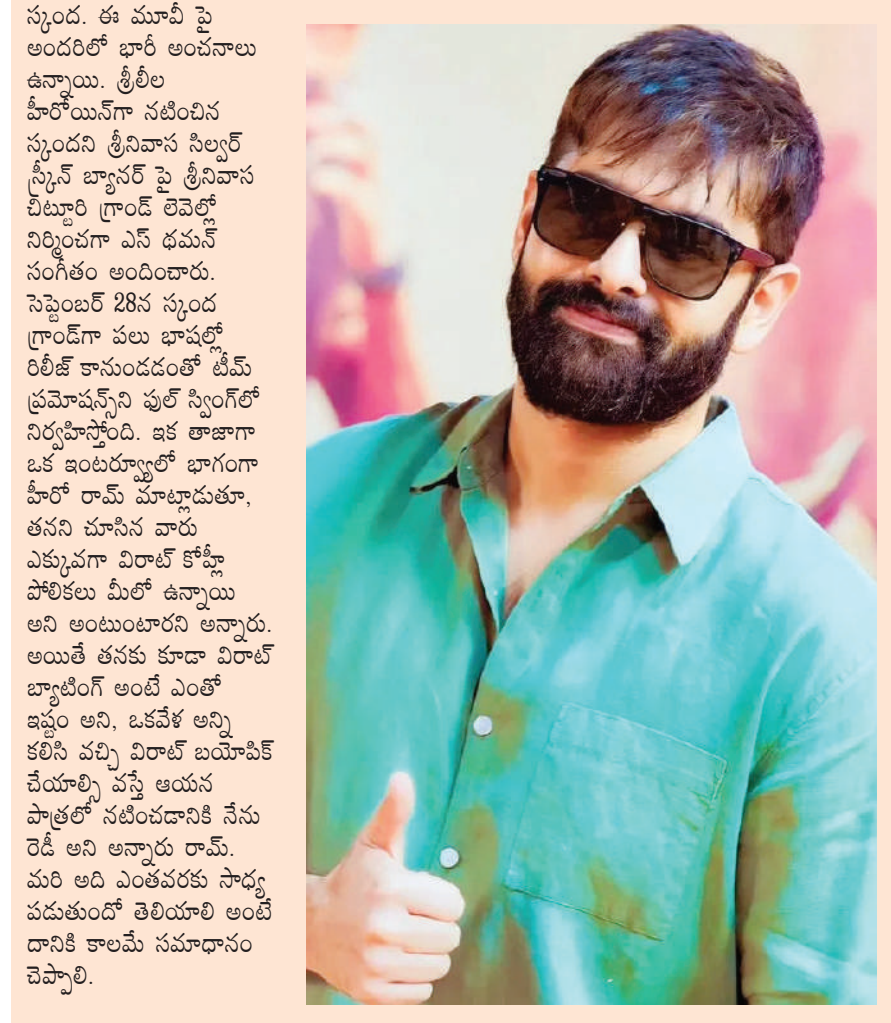 స్కంద. ఈ మూవీ పై
అందరిలో భారీ అంచనాలు
ఉన్నాయి. శ్రీలీల
హీరోయిన్‌గా నటించిన
స్కందని శ్రీనివాస సిల్వర్
స్క్రీన్ బ్యానర్ పై శ్రీనివాస
చిట్టూరి గ్రాండ్ లెవెల్లో
నిర్మించగా ఎస్ థమన్
సంగీతం అందించారు.
సెప్టెంబర్ 28న స్కంద
గ్రాండ్‌గా పలు భాషల్లో
రిలీజ్ కానుండడంతో టీమ్
ప్రమోషన్స్‌ని ఫుల్ స్వింగ్‌లో
నిర్వహిస్తోంది. ఇక తాజాగా
ఒక ఇంటర్వ్యూలో భాగంగా
హీరో రామ్ మాట్లాడుతూ,
తనని చూసిన వారు
ఎక్కువగా విరాట్ కోహ్లీ
పోలికలు మీలో ఉన్నాయి
అని అంటుంటారని అన్నారు.
అయితే తనకు కూడా విరాట్
బ్యాటింగ్ అంటే ఎంతో
ఇష్టం అని, ఒకవేళ అన్ని
కలిసి వచ్చి విరాట్ బయోపిక్
చేయాల్సి వస్తే ఆయన
పాత్రలో నటించడానికి నేను
రెడీ అని అన్నారు రామ్.
మరి అది ఎంతవరకు సాధ్య
పడుతుందో తెలియాలి అంటే
దానికి కాలమే సమాధానం
చెప్పాలి.